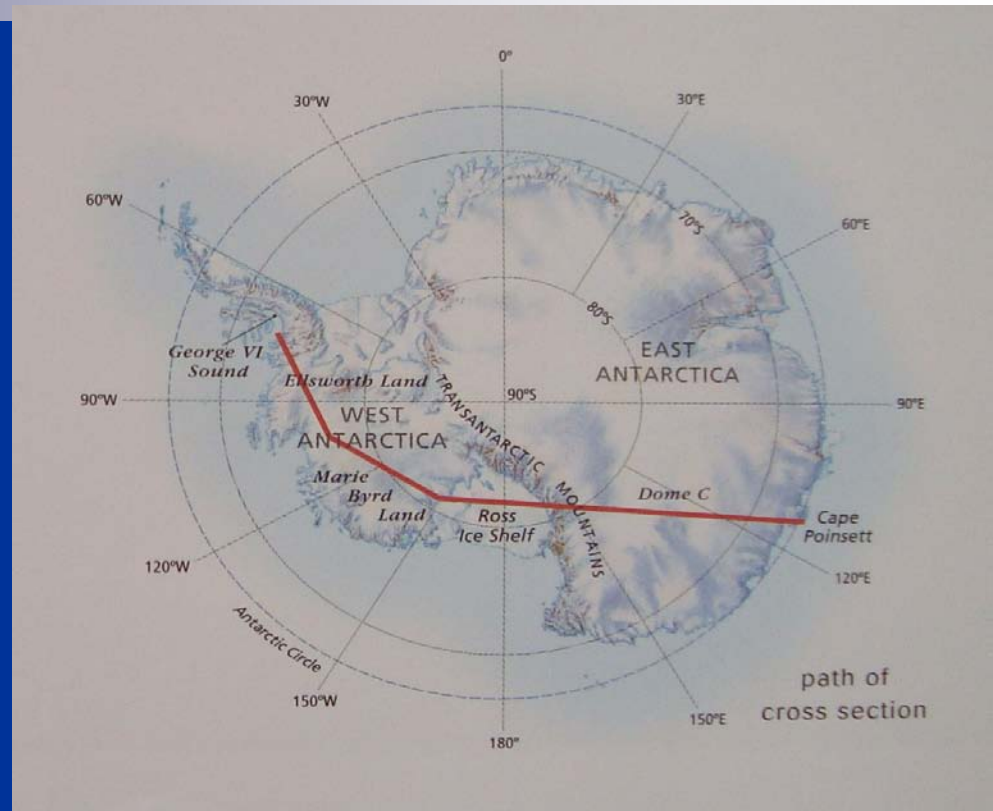 0°
30°W
30°E
60°W
70°S
60°E
80°S
George VI
Sound
EAST
ANTARCTICA
Ellsworth Land
TRANSANTARCTIC
MOUNTAINS
90°W
90°S
90°E
WEST
ANTARCTICA
Marie
Byrd
Land
Dome C
Ross
Ice Shelf
Cape
Poinsett
120°W
120°E
Antarctic Circle
150°W
150°E
180°
path of
cross section